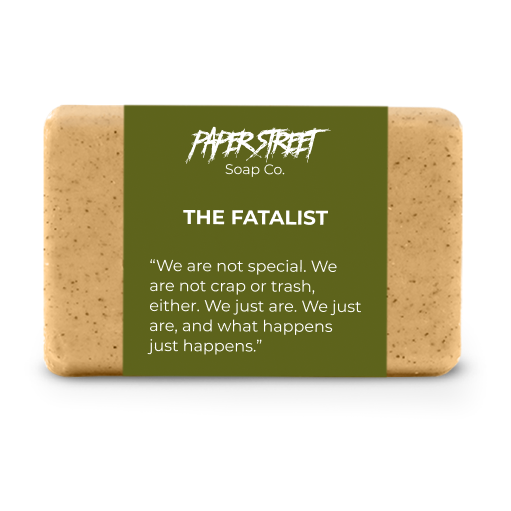 PAPER STREET
Soap Co.
THE FATALIST
“We are not special. We
are not crap or trash,
either. We just are. We just
are, and what happens
just happens.”